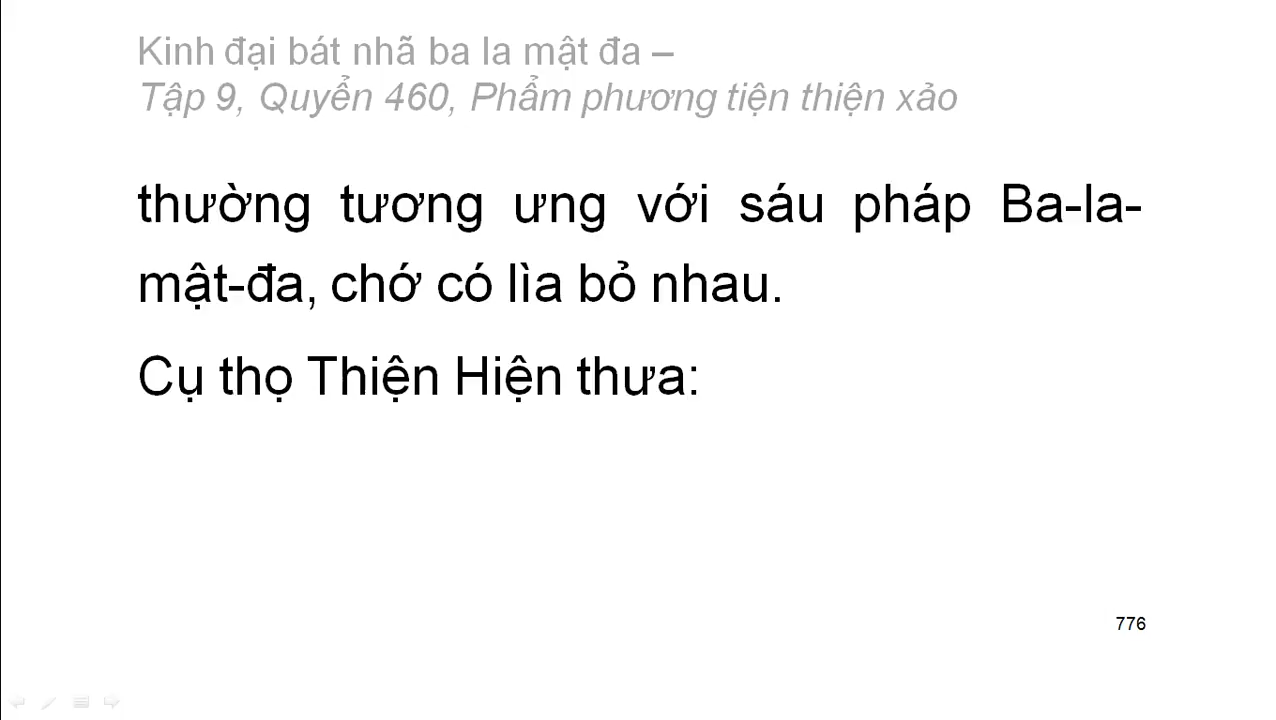 Kinh đại bát nhã ba la mật đa –
Tập 9, Quyển 460, Phẩm phương tiện thiện xảo
thường tương ưng với sáu pháp Ba-la-
mật-đa, chớ có lìa bỏ nhau.
Cụ thọ Thiện Hiện thưa:
776